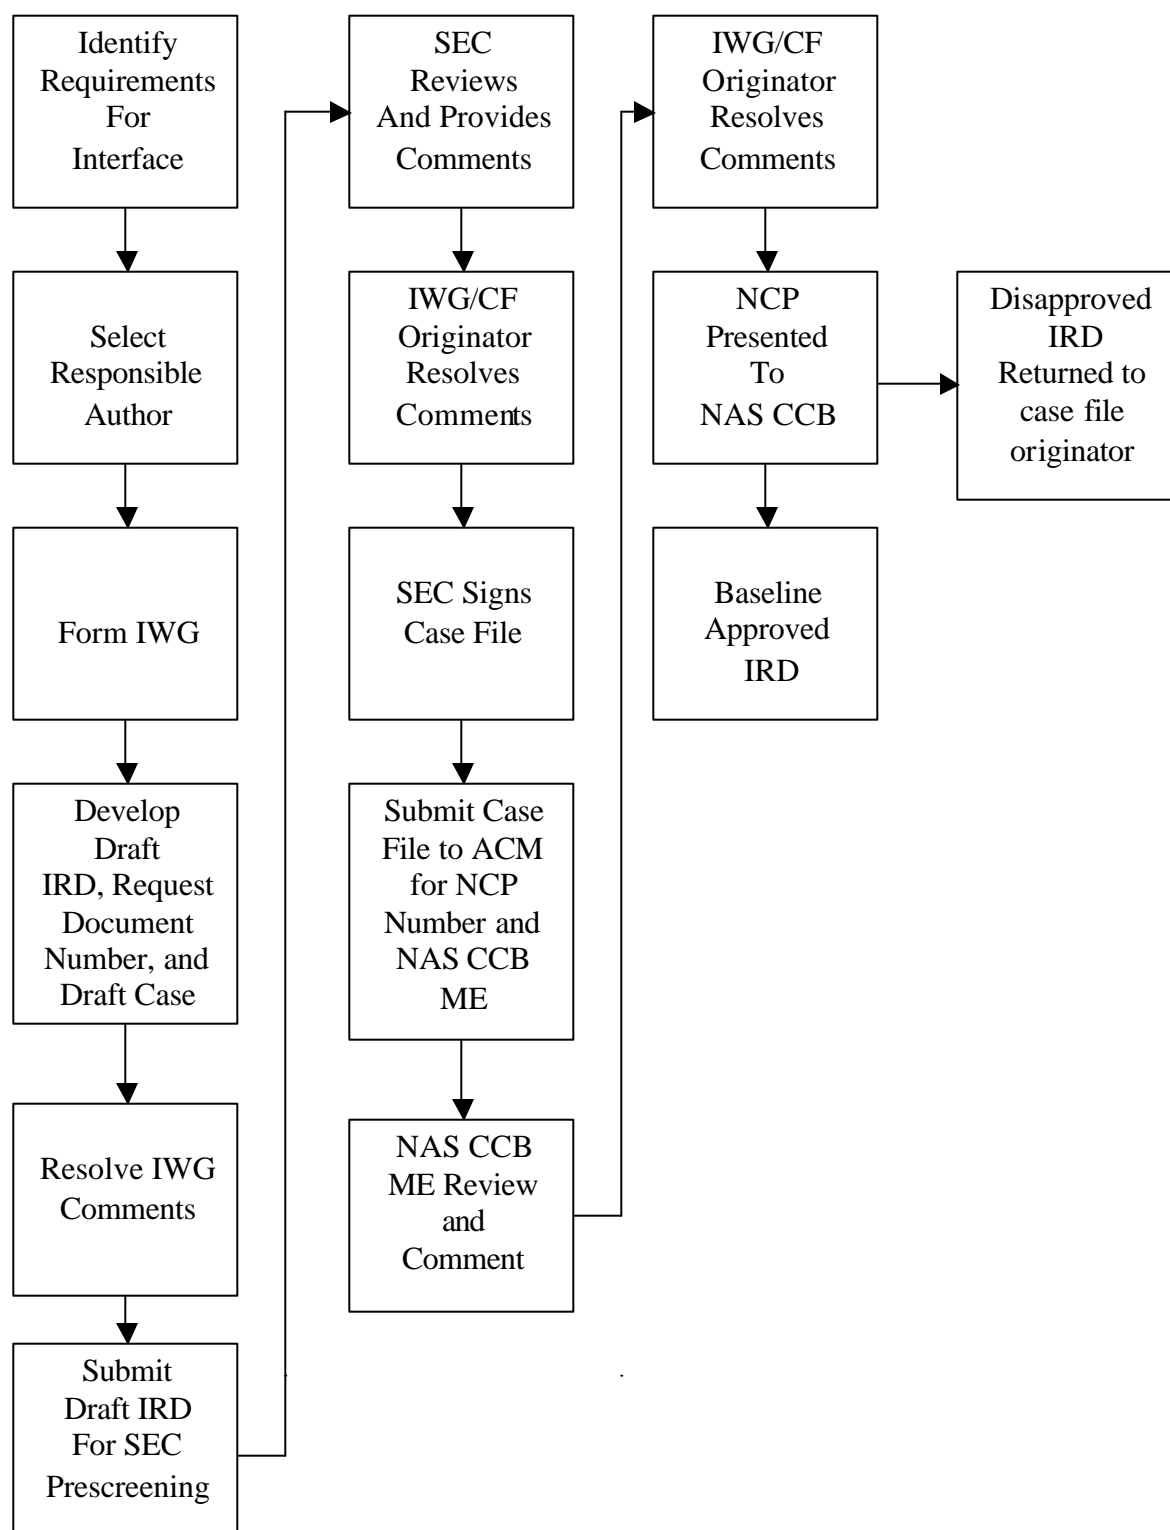 Identify
Requirements
For
Interface
Select
Responsible
Author
Form IWG
Develop
Draft
IRD, Request
Document
Number, and
Draft Case
Resolve IWG
Comments
Submit
Draft IRD
For SEC
Prescreening
SEC
Reviews
And Provides
Comments
IWG/CF
Originator
Resolves
Comments
SEC Signs
Case File
Submit Case
File to ACM
for NCP
Number and
NAS CCB
ME
NAS CCB
ME Review
and
Comment
IWG/CF
Originator
Resolves
Comments
NCP
Presented
To
NAS CCB
Baseline
Approved
IRD
Disapproved
IRD
Returned to
case file
originator